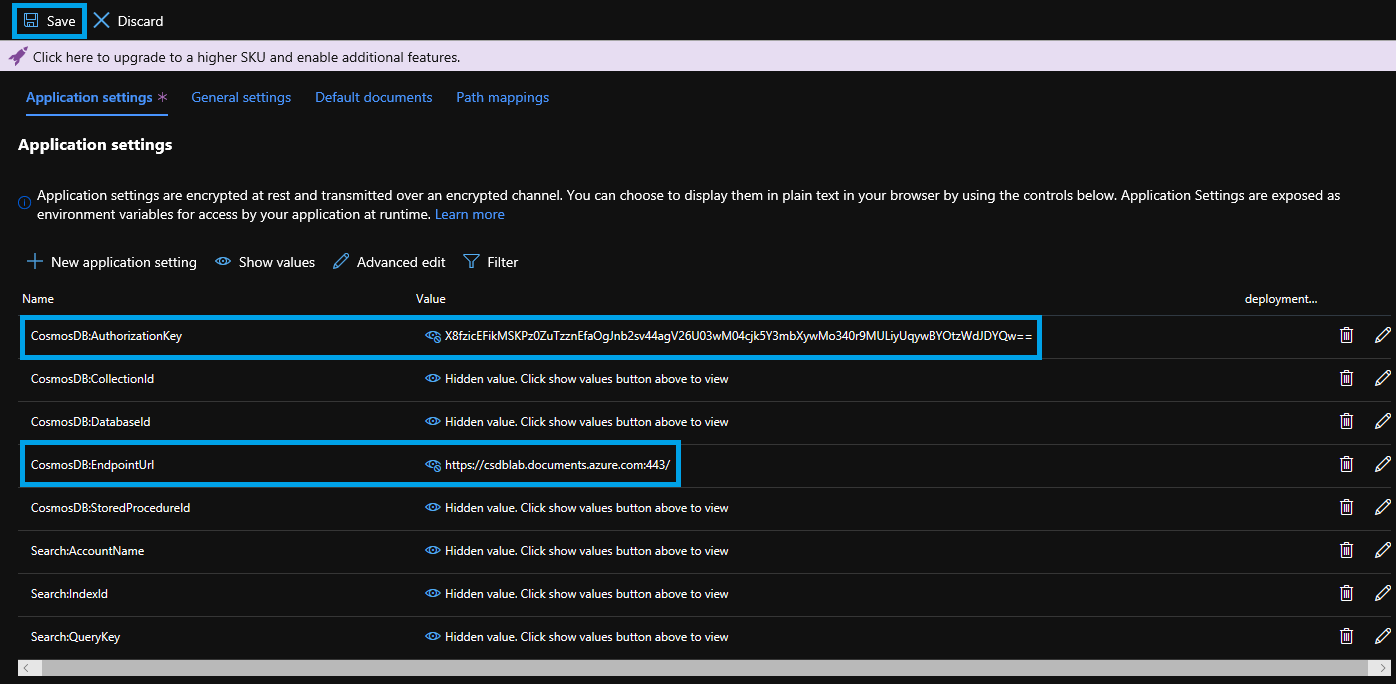 Save Discard
Click here to upgrade to a higher SKU and enable additional features.
Application settings * General settings Default documents Path mappings
Application settings
Application settings are encrypted at rest and transmitted over an encrypted channel. You can choose to display them in plain text in your browser by using the controls below. Application Settings are exposed as
environment variables for access by your application at runtime. Learn more
New application setting Show values Advanced edit Filter
Name Value deployment...
CosmosDB:AuthorizationKey X8fzicEFikMSKPz0ZuTzznEfaOgJnb2sv44agV26U03wM04cjk5Y3mbXywMo340r9MULiyUqywBYOtzWdJDYQw==
CosmosDB:CollectionId Hidden value. Click show values button above to view
CosmosDB:DatabaseId Hidden value. Click show values button above to view
CosmosDB:EndpointUrl https://csdblab.documents.azure.com:443/
CosmosDB:StoredProcedureId Hidden value. Click show values button above to view
Search:AccountName Hidden value. Click show values button above to view
Search:IndexId Hidden value. Click show values button above to view
Search:QueryKey Hidden value. Click show values button above to view